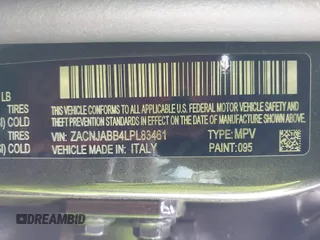 LB
TIRES
SI) COLD
TIRES
SI) COLD
THIS VEHICLE CONFORMS TO ALL APPLICABLE U.S. FEDERAL MOTOR VEHICLE SAFETY
AND THEFT PREVENTION STANDARDS IN EFFECT ON THE DATE OF MANUFACTURE SHOWN ABOVE.
VIN: ZACNJABB4LPL83461 TYPE: MPV
VEHICLE MADE IN: ITALY PAINT: 095
DREAMBID